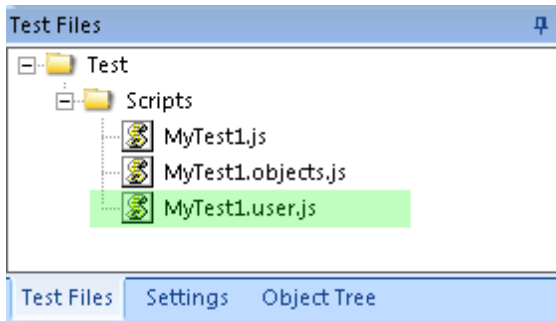 Test Files
Test
Scripts
MyTest1.js
MyTest1.objects.js
MyTest1.user.js
Test Files Settings Object Tree